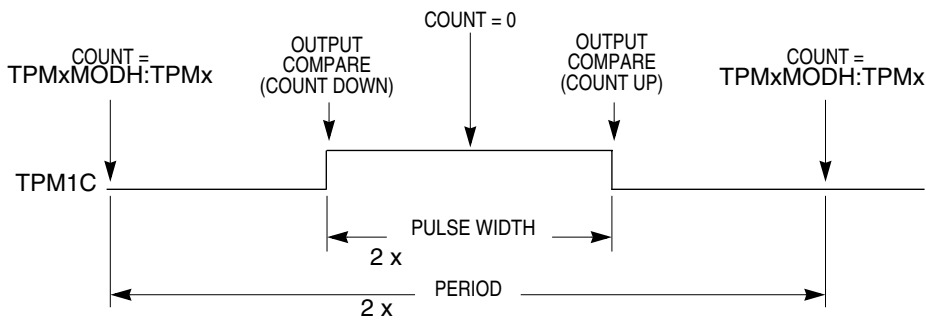 COUNT = 0
COUNT =
TPMxMODH:TPMx
OUTPUT
COMPARE
(COUNT DOWN)
OUTPUT
COMPARE
(COUNT UP)
COUNT =
TPMxMODH:TPMx
TPM1C
PULSE WIDTH
2 x
PERIOD
2 x